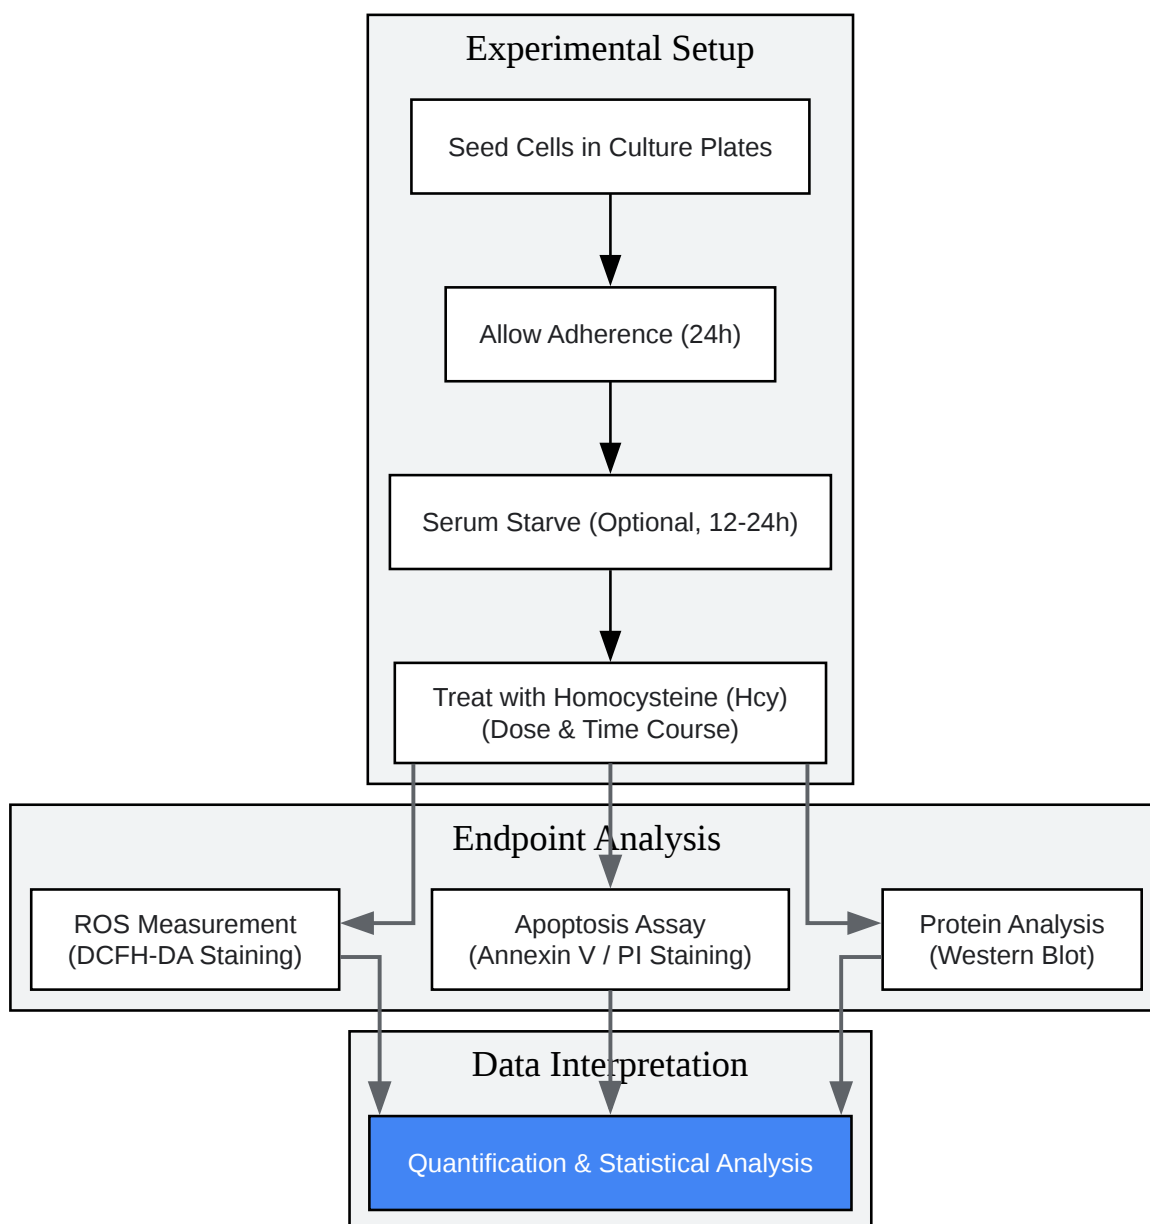 Experimental Setup
Seed Cells in Culture Plates
Allow Adherence (24h)
Serum Starve (Optional, 12-24h)
Treat with Homocysteine (Hcy)
(Dose & Time Course)
Endpoint Analysis
ROS Measurement
(DCFH-DA Staining)
Apoptosis Assay
(Annexin V / PI Staining)
Protein Analysis
(Western Blot)
Data Interpretation
Quantification & Statistical Analysis